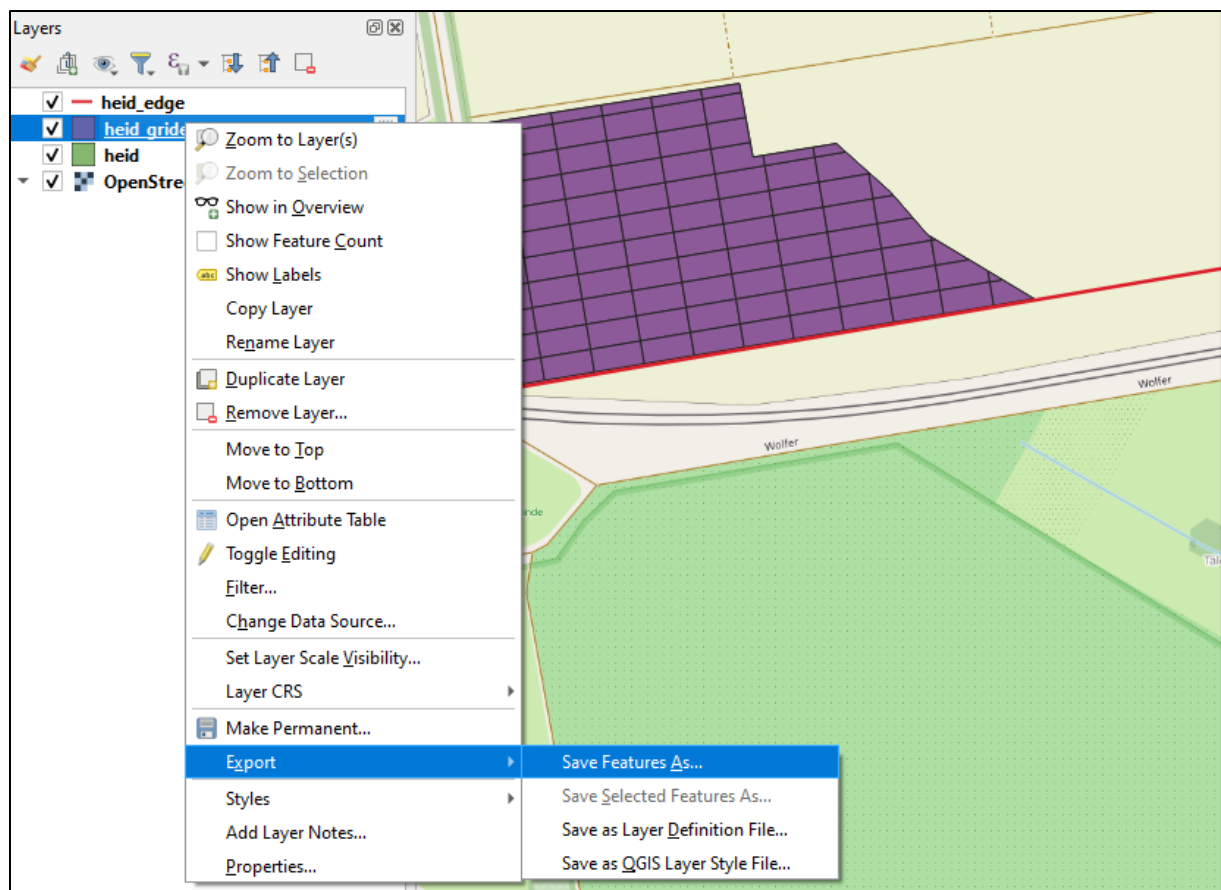 Layers
heid_edge
heid_gride
heid
OpenStre
Zoom to Layer(s)
Zoom to Selection
Show in Overview
Show Feature Count
abc Show Labels
Copy Layer
Rename Layer
Duplicate Layer
Remove Layer...
Move to Top
Move to Bottom
Open Attribute Table
Toggle Editing
Filter...
Change Data Source...
Set Layer Scale Visibility...
Layer CRS
Make Permanent...
Export
Styles
Add Layer Notes...
Properties...
Save Features As...
Save Selected Features As...
Save as Layer Definition File...
Save as QGIS Layer Style File...
Wolfer
Wolfer
nde